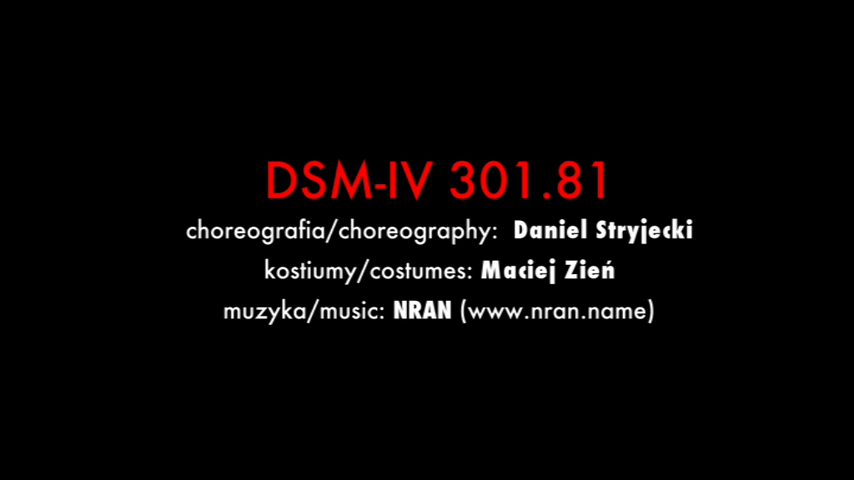 DSM-IV 301.81
choreografia/choreography: Daniel Stryjecki
kostiumy/costumes: Maciej Zień
muzyka/music: NRAN (www.nran.name)